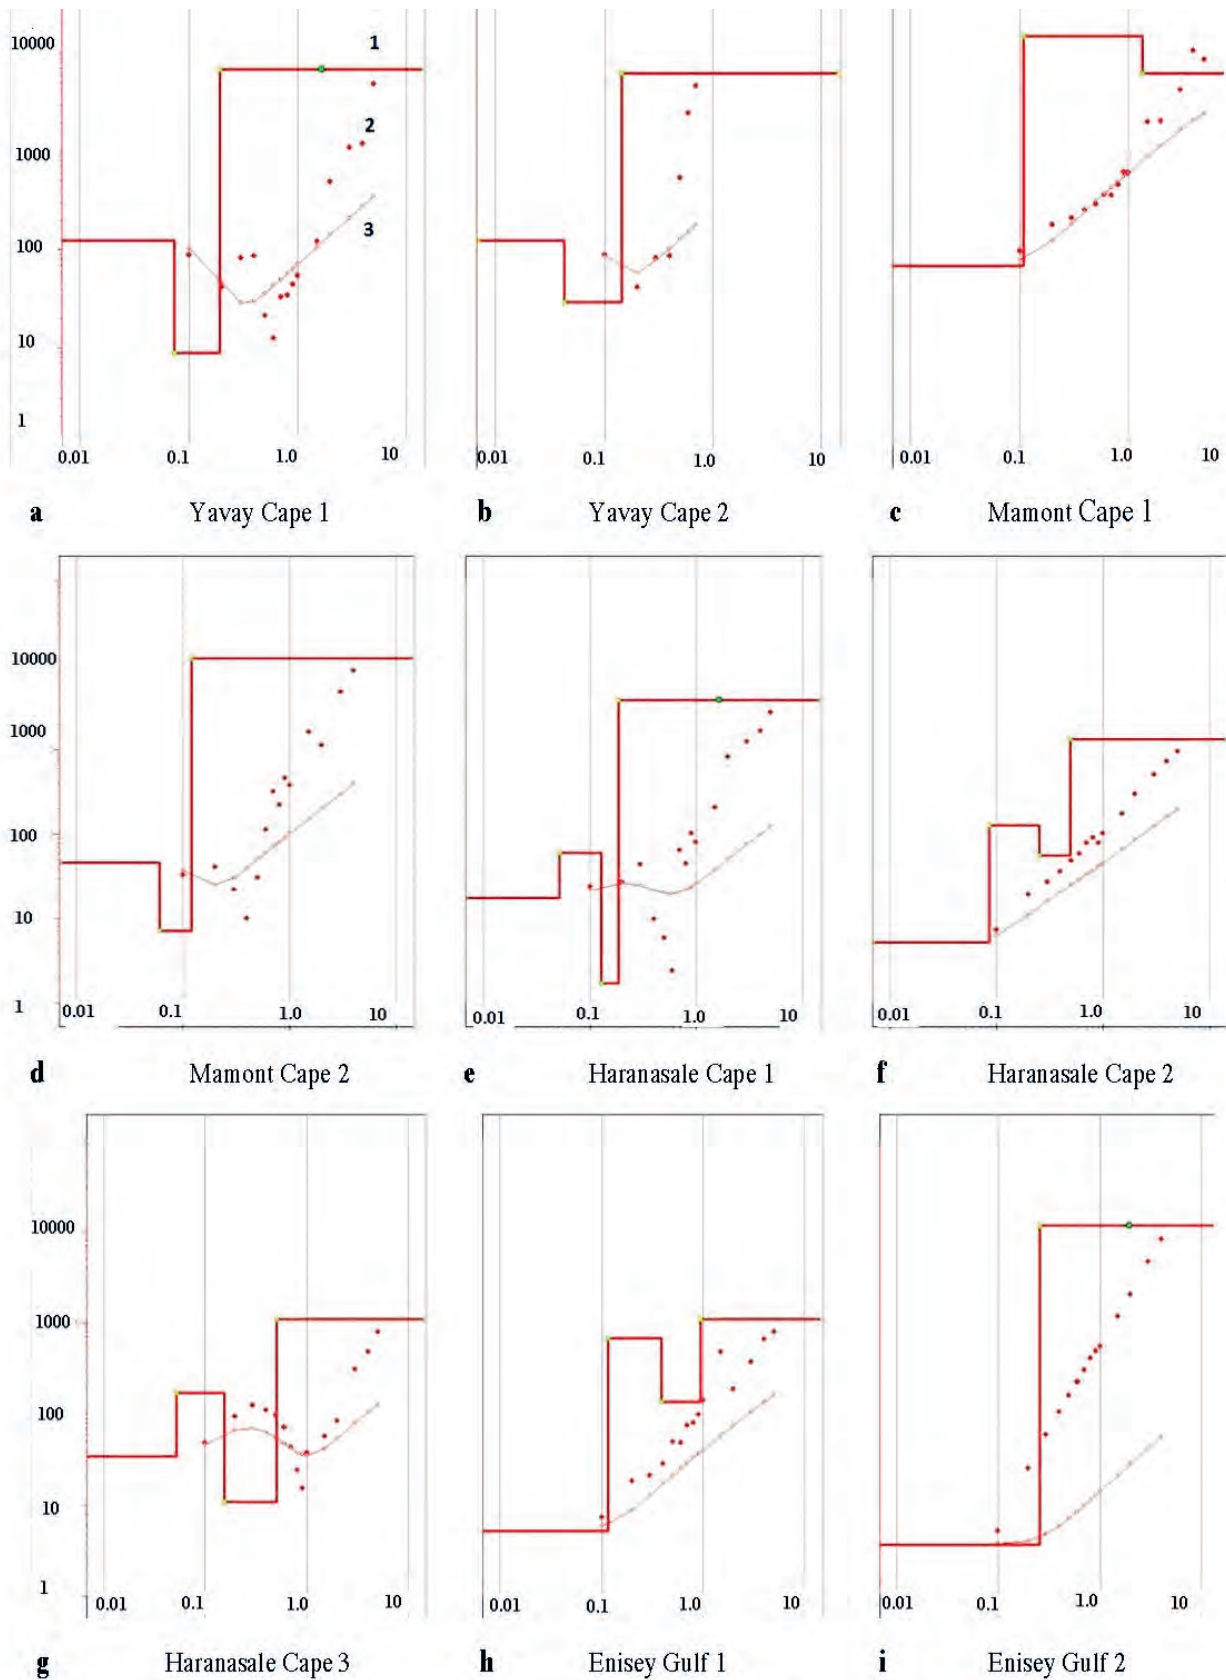 10000
1000
100
10
1
1
2
3
0.01 0.1 1.0 10
0.01 0.1 1.0 10
0.01 0.1 1.0 10
a Yavay Cape 1
b Yavay Cape 2
c Mamont Cape 1
10000
1000
100
10
1
0.01 0.1 1.0 10
0.01 0.1 1.0 10
0.01 0.1 1.0 10
d Mamont Cape 2
e Haranasale Cape 1
f Haranasale Cape 2
10000
1000
100
10
1
0.01 0.1 1.0 10
0.01 0.1 1.0 10
0.01 0.1 1.0 10
g Haranasale Cape 3
h Enisey Gulf 1
i Enisey Gulf 2